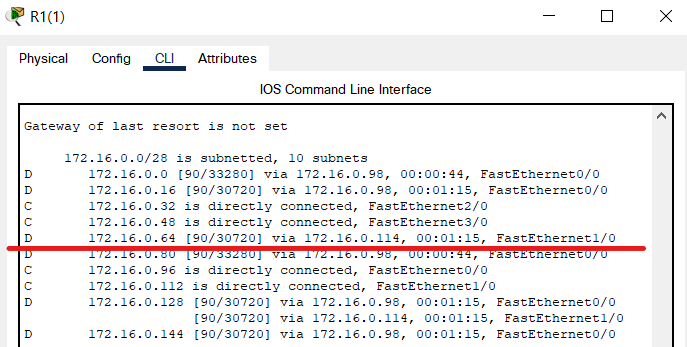 R1(1)
Physical Config CLI Attributes
IOS Command Line Interface
Gateway of last resort is not set
172.16.0.0/28 is subnetted, 10 subnets
D 172.16.0.0 [90/33280] via 172.16.0.98, 00:00:44, FastEthernet0/0
D 172.16.0.16 [90/30720] via 172.16.0.98, 00:01:15, FastEthernet0/0
C 172.16.0.32 is directly connected, FastEthernet2/0
C 172.16.0.48 is directly connected, FastEthernet3/0
D 172.16.0.64 [90/30720] via 172.16.0.114, 00:01:15, FastEthernet1/0
D 172.16.0.80 [90/33280] via 172.16.0.98, 00:00:44, FastEthernet0/0
C 172.16.0.96 is directly connected, FastEthernet0/0
C 172.16.0.112 is directly connected, FastEthernet1/0
D 172.16.0.128 [90/30720] via 172.16.0.98, 00:01:15, FastEthernet0/0
[90/30720] via 172.16.0.114, 00:01:15, FastEthernet1/0
D 172.16.0.144 [90/30720] via 172.16.0.98, 00:01:15, FastEthernet0/0